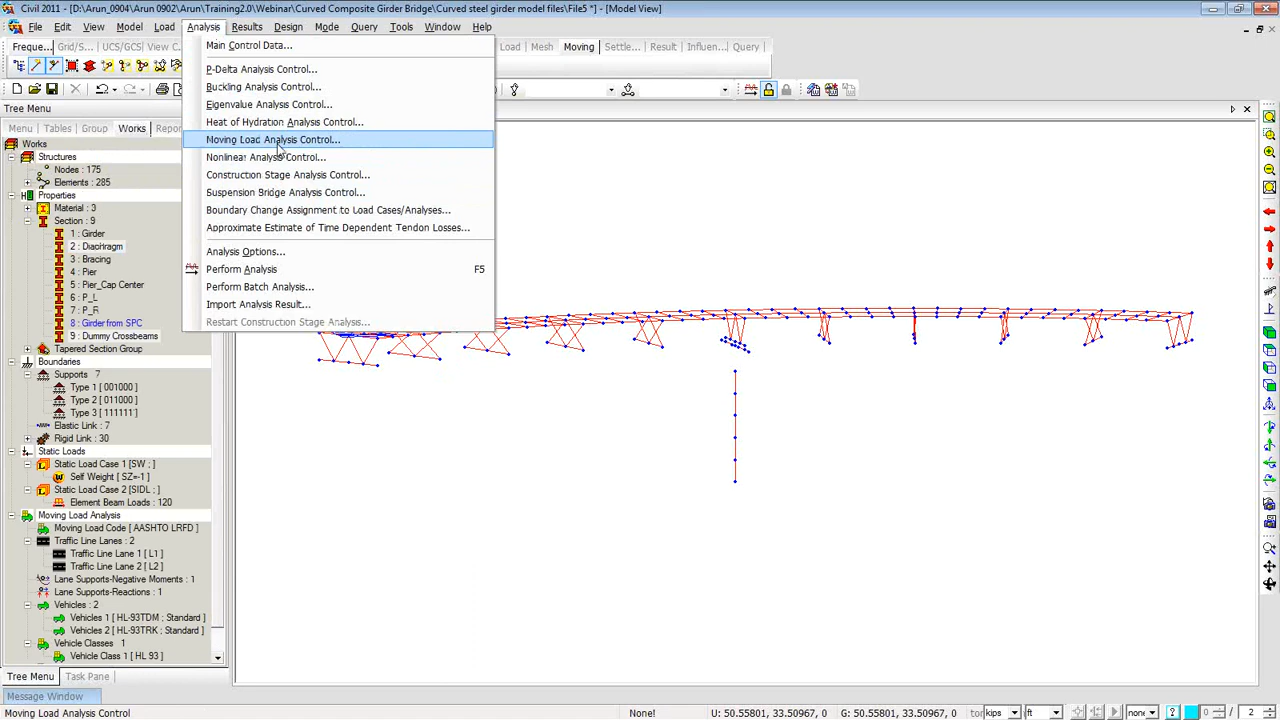 Civil 2011 - [D:\Arun_0904\Arun 0902\Arun\Training2.0\Webinar\Curved Composite Girder Bridge\Curved steel girder model files\File5 *] - [Model View]
File Edit View Model Load Analysis Results Design Mode Query Tools Window Help
Freque... Grid/S... UCS/GCS View C... Load Mesh Moving Settle... Result Influen... Query
Main Control Data...
P-Delta Analysis Control...
Buckling Analysis Control...
Eigenvalue Analysis Control...
Heat of Hydration Analysis Control...
Moving Load Analysis Control...
Nonlinear Analysis Control...
Construction Stage Analysis Control...
Suspension Bridge Analysis Control...
Boundary Change Assignment to Load Cases/Analyses...
Approximate Estimate of Time Dependent Tendon Losses...
Analysis Options...
Perform Analysis F5
Perform Batch Analysis...
Import Analysis Result...
Restart Construction Stage Analysis...
Tree Menu
Menu Tables Group Works Report
Works
Structures
Nodes : 175
Elements : 285
Properties
Material : 3
Section : 9
1 : Girder
2 : Diaphragm
3 : Bracing
4 : Pier
5 : Pier_Cap Center
6 : P_L
7 : P_R
8 : Girder from SPC
9 : Dummy Crossbeams
Tapered Section Group
Boundaries
Supports 7
Type 1 [001000]
Type 2 [011000]
Type 3 [111111]
Elastic Link : 7
Rigid Link : 30
Static Loads
Static Load Case 1 [SW ; ]
Self Weight [ SZ=-1 ]
Static Load Case 2 [SIDL ; ]
Element Beam Loads : 120
Moving Load Analysis
Moving Load Code [ AASHTO LRFD ]
Traffic Line Lanes : 2
Traffic Line Lane 1 [ L1 ]
Traffic Line Lane 2 [ L2 ]
Lane Supports-Negative Moments : 1
Lane Supports-Reactions : 1
Vehicles : 2
Vehicles 1 [ HL-93TDM ; Standard ]
Vehicles 2 [ HL-93TRK ; Standard ]
Vehicle Classes 1
Vehicle Class 1 [ HL 93 ]
Tree Menu Task Pane
Message Window
Moving Load Analysis Control None! U: 50.55801, 33.50967, 0 G: 50.55801, 33.50967, 0 kips ft none ? 0 / 2